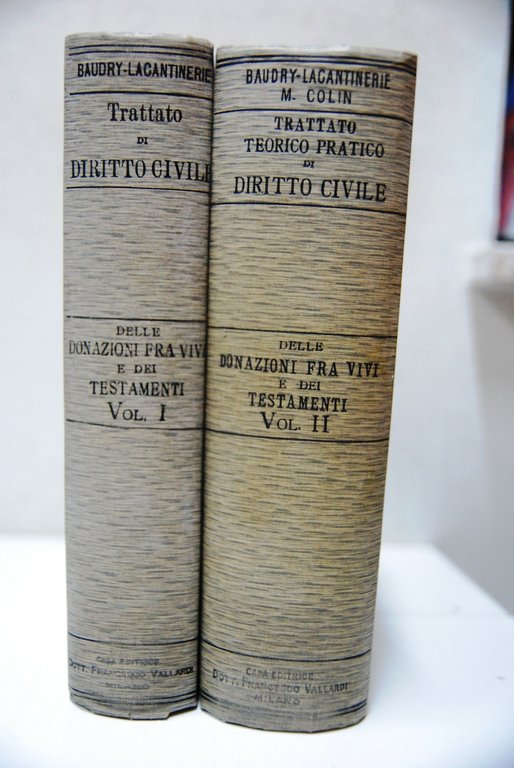 BAUDRY-LACANTINERIE
Trattato
DI
DIRITTO CIVILE
DELLE
DONAZIONI FRA VIVI
E DEI
TESTAMENTI
VOL. I
CASA EDITRICE
DOTT. FRANCESCO VALLARDI
MILANO
BAUDRY-LACANTINERIE
M. COLIN
TRATTATO
TEORICO PRATICO
DI
DIRITTO CIVILE
DELLE
DONAZIONI FRA VIVI
E DEI
TESTAMENTI
VOL. II
CASA EDITRICE
DOTT. FRANCESCO VALLARDI
MILANO